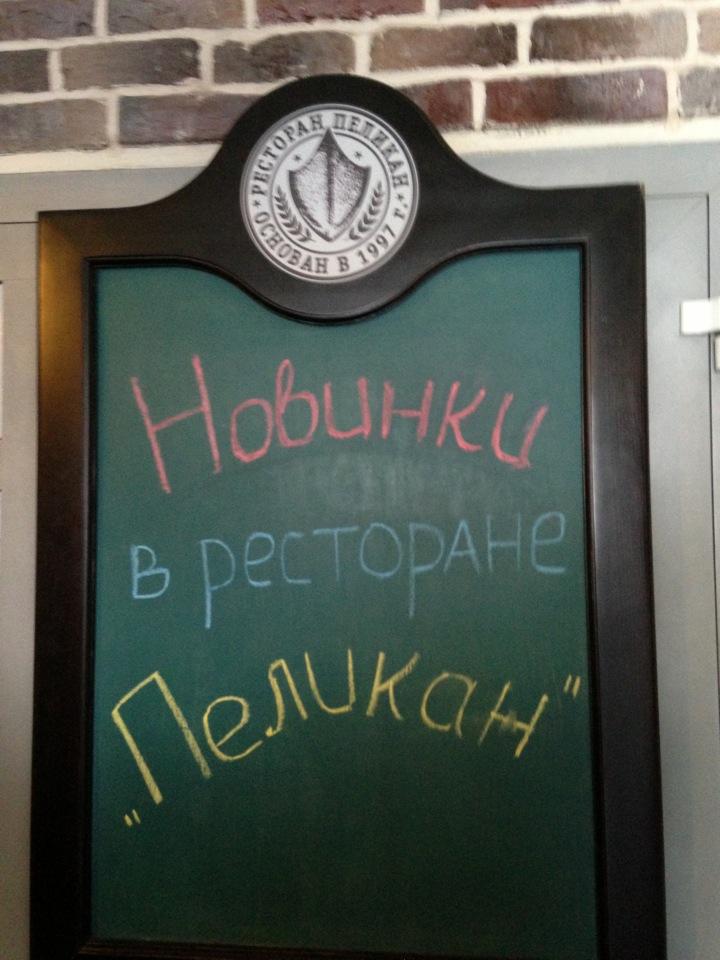 РЕСТОРАН ПЕЛИКАН
ОСНОВАН В 1997 Г.
Новинки
в ресторане
„Пеликан"